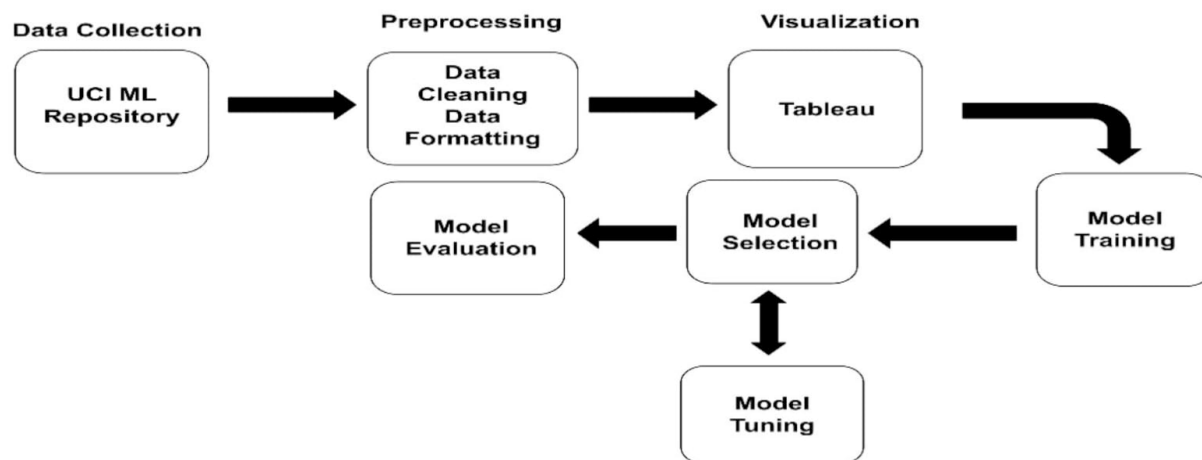 Data Collection
Preprocessing
Visualization
UCI ML
Repository
Data
Cleaning
Data
Formatting
Tableau
Model
Training
Model
Selection
Model
Evaluation
Model
Tuning